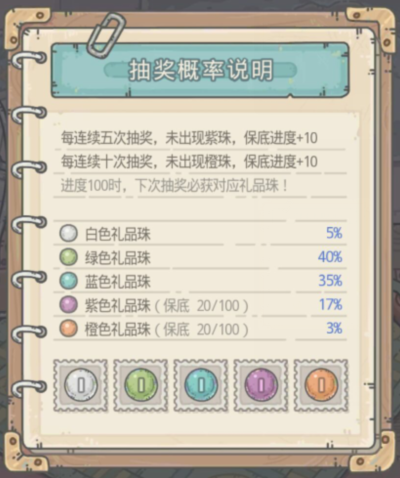 抽奖概率说明
每连续五次抽奖，未出现紫珠，保底进度+10
每连续十次抽奖，未出现橙珠，保底进度+10
进度100时，下次抽奖必获对应礼品珠！
白色礼品珠 5%
绿色礼品珠 40%
蓝色礼品珠 35%
紫色礼品珠（保底 20/100） 17%
橙色礼品珠（保底 20/100） 3%